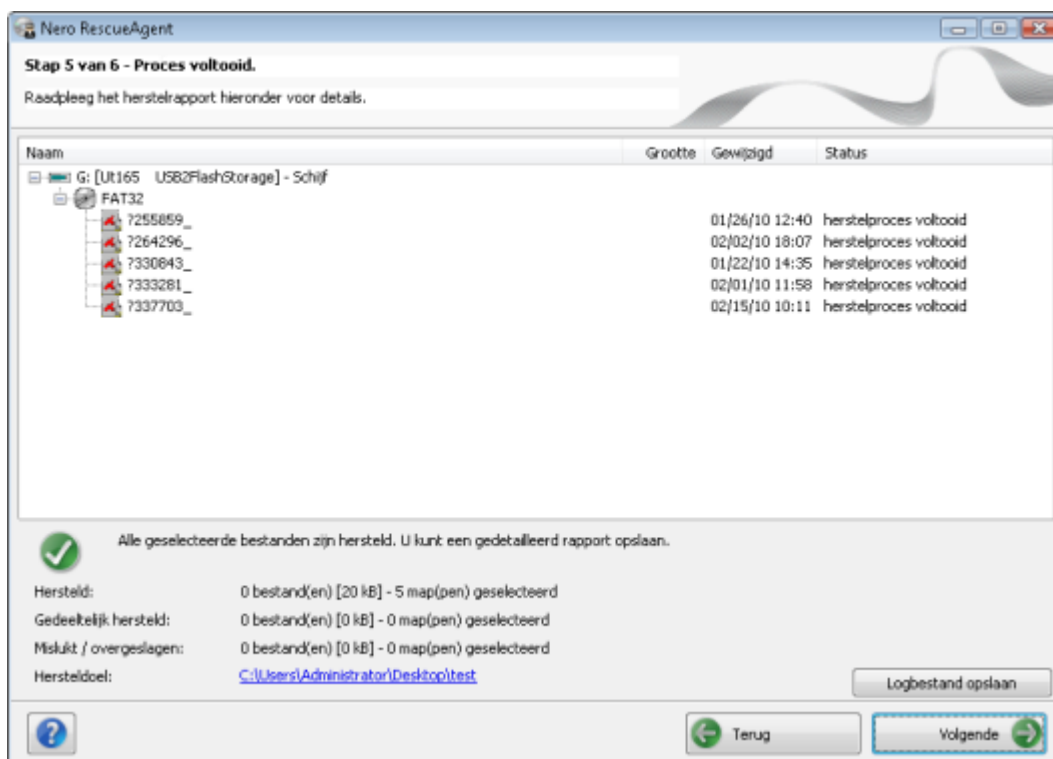 Nero RescueAgent
Stap 5 van 6 - Proces voltooid.
Raadpleeg het herstelrapport hieronder voor details.
Naam Grootte Gewijzigd Status
G: [Ut165 USB2FlashStorage] - Schijf
FAT32
?255859_ 01/26/10 12:40 herstelproces voltooid
?264296_ 02/02/10 18:07 herstelproces voltooid
?330843_ 01/22/10 14:35 herstelproces voltooid
?333281_ 02/01/10 11:58 herstelproces voltooid
?337703_ 02/15/10 10:11 herstelproces voltooid
Alle geselecteerde bestanden zijn hersteld. U kunt een gedetailleerd rapport opslaan.
Hersteld: 0 bestand(en) [20 kB] - 5 map(pen) geselecteerd
Gedeeltelijk hersteld: 0 bestand(en) [0 kB] - 0 map(pen) geselecteerd
Mislukt / overgeslagen: 0 bestand(en) [0 kB] - 0 map(pen) geselecteerd
Hersteldoel: C:\Users\Administrator\Desktop\test
Logbestand opslaan
Terug Volgende